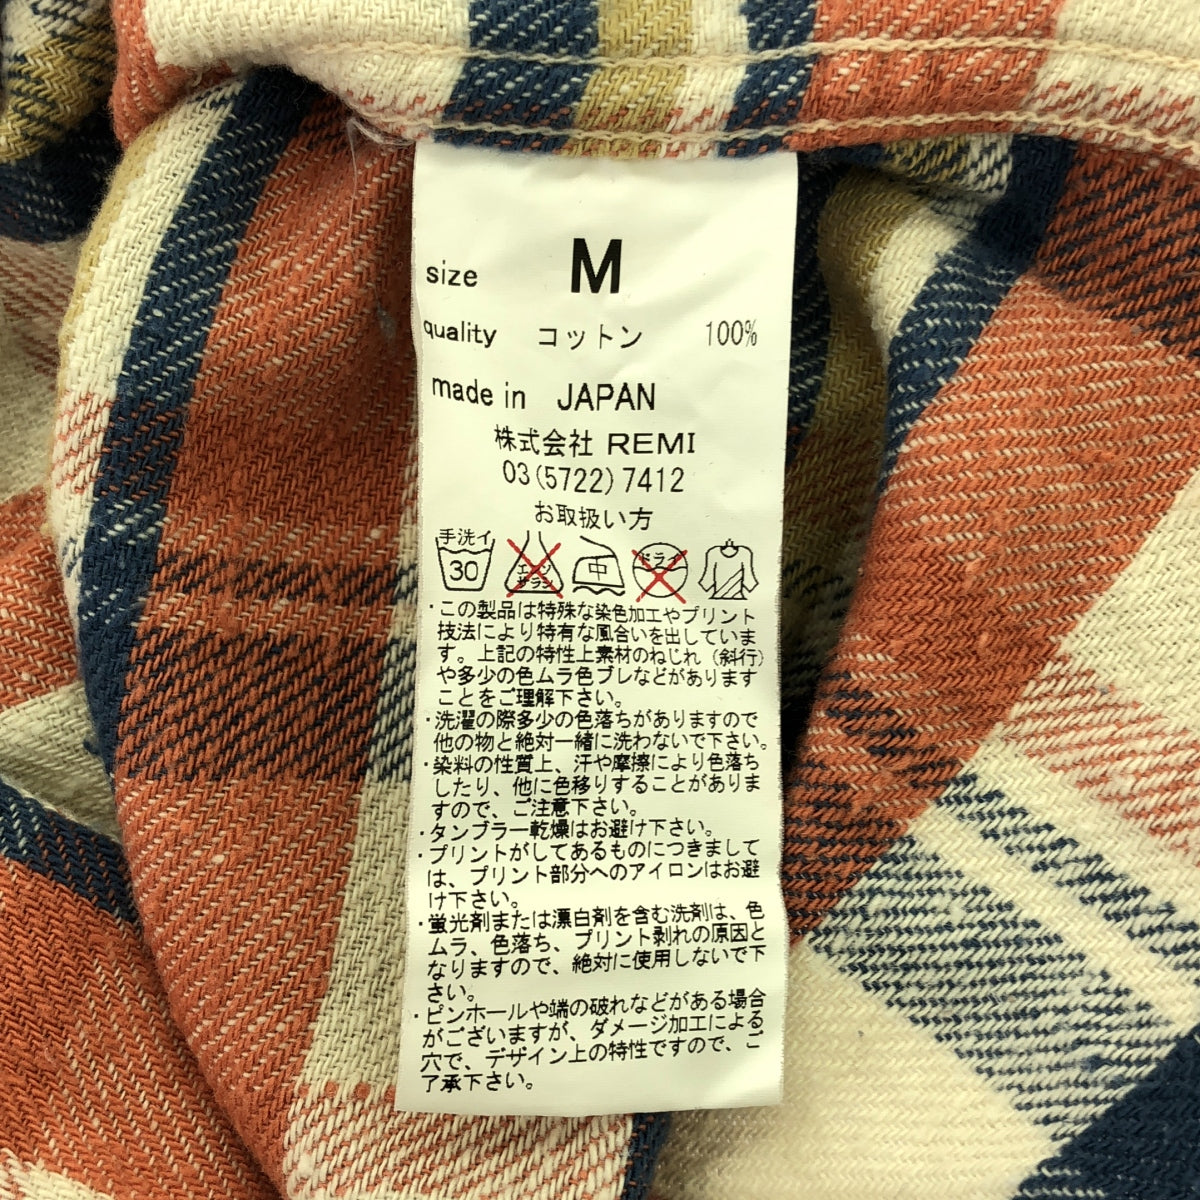 size M
quality コットン 100%
made in JAPAN
株式会社 REMI
03(5722)7412
お取扱い方
手洗イ
30
エンソ
サラシ
中
ドライ
・この製品は特殊な染色加工やプリント
技法により特有な風合いを出していま
す。上記の特性上素材のねじれ（斜行）
や多少の色ムラ色ブレなどがあります
ことをご理解下さい。
・洗濯の際多少の色落ちがありますので
他の物と絶対一緒に洗わないで下さい。
・染料の性質上、汗や摩擦により色落ち
したり、他に色移りすることがありま
すので、ご注意下さい。
・タンブラー乾燥はお避け下さい。
・プリントがしてあるものにつきまして
は、プリント部分へのアイロンはお避
け下さい。
・蛍光剤または漂白剤を含む洗剤は、色
ムラ、色落ち、プリント剥れの原因と
なりますので、絶対に使用しないで下
さい。
・ピンホールや端の破れなどがある場合
がございますが、ダメージ加工による
穴で、デザイン上の特性ですので、ご
了承下さい。